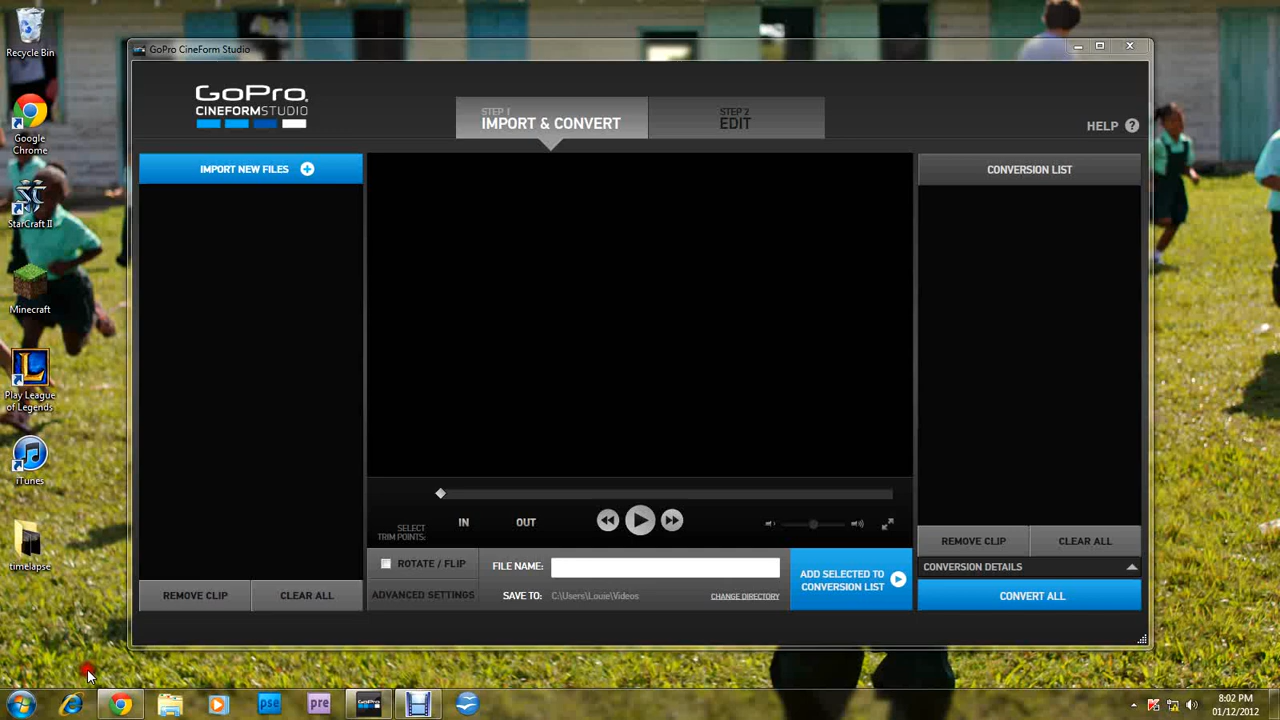 Recycle Bin
Google
Chrome
StarCraft II
Minecraft
Play League
of Legends
iTunes
timelapse
GoPro CineForm Studio
GoPro
CINEFORMSTUDIO
STEP 1
IMPORT & CONVERT
STEP 2
EDIT
HELP ?
IMPORT NEW FILES
CONVERSION LIST
SELECT
TRIM POINTS:
IN
OUT
REMOVE CLIP
CLEAR ALL
ROTATE / FLIP
ADVANCED SETTINGS
FILE NAME:
SAVE TO:
C:\Users\Louie\Videos
CHANGE DIRECTORY
ADD SELECTED TO
CONVERSION LIST
REMOVE CLIP
CLEAR ALL
CONVERSION DETAILS
CONVERT ALL
pse
pre
GoPro
8:02 PM
01/12/2012